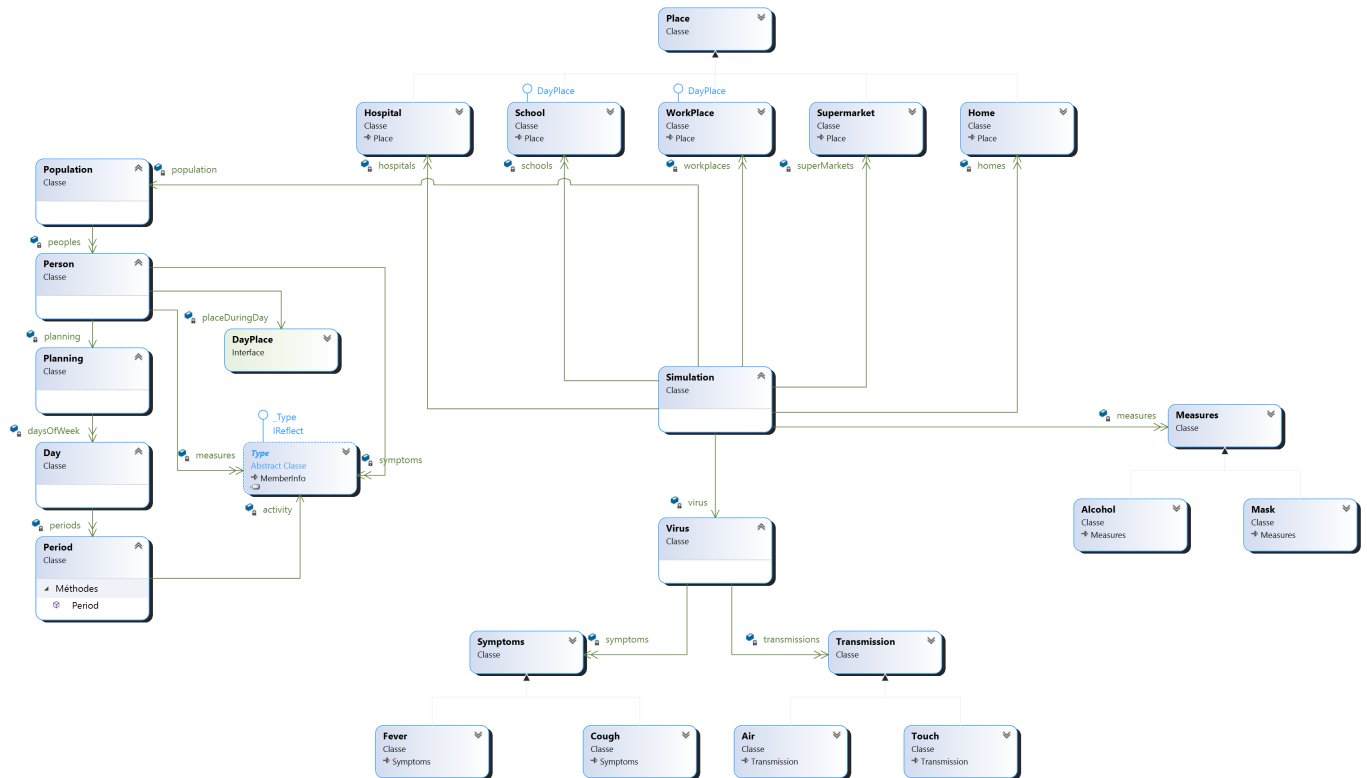 Place
Classe
DayPlace
DayPlace
Hospital
Classe
Place
School
Classe
Place
WorkPlace
Classe
Place
Supermarket
Classe
Place
Home
Classe
Place
hospitals
schools
workplaces
superMarkets
homes
Population
Classe
population
peoples
Person
Classe
placeDuringDay
planning
DayPlace
Interface
Planning
Classe
Simulation
Classe
measures
Measures
Classe
_Type
IReflect
daysOfWeek
Day
Classe
measures
Type
Abstract Classe
MemberInfo
symptoms
activity
virus
Alcohol
Classe
Measures
Mask
Classe
Measures
periods
Period
Classe
Méthodes
Period
Virus
Classe
Symptoms
Classe
symptoms
transmissions
Transmission
Classe
Fever
Classe
Symptoms
Cough
Classe
Symptoms
Air
Classe
Transmission
Touch
Classe
Transmission